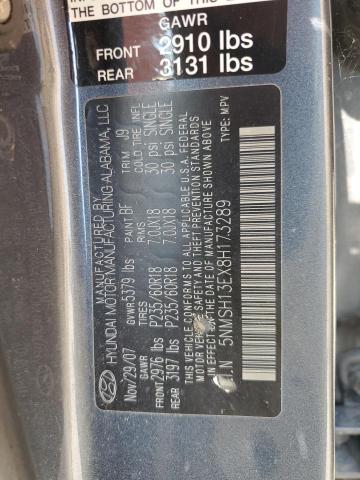 THE BOTTOM OF THIS
GAWR
FRONT 2910 lbs
REAR 3131 lbs
HYUNDAI MOTOR MANUFACTURING ALABAMA, LLC
Nov/29/07 GVWR 5379 lbs PAINT BF TRIM J9
GAWR TIRES RIMS COLD TIRE INFL
FRONT 2976 lbs P235/60R18 7.0JX18 30 psi SINGLE
REAR 3197 lbs P235/60R18 7.0JX18 30 psi SINGLE
THIS VEHICLE CONFORMS TO ALL APPLICABLE U.S.A. FEDERAL
MOTOR VEHICLE SAFETY AND THEFT PREVENTION STANDARDS
IN EFFECT ON THE DATE OF MANUFACTURE SHOWN ABOVE.
V.I.N 5NMSH13EX8H173289 TYPE: M.P.V